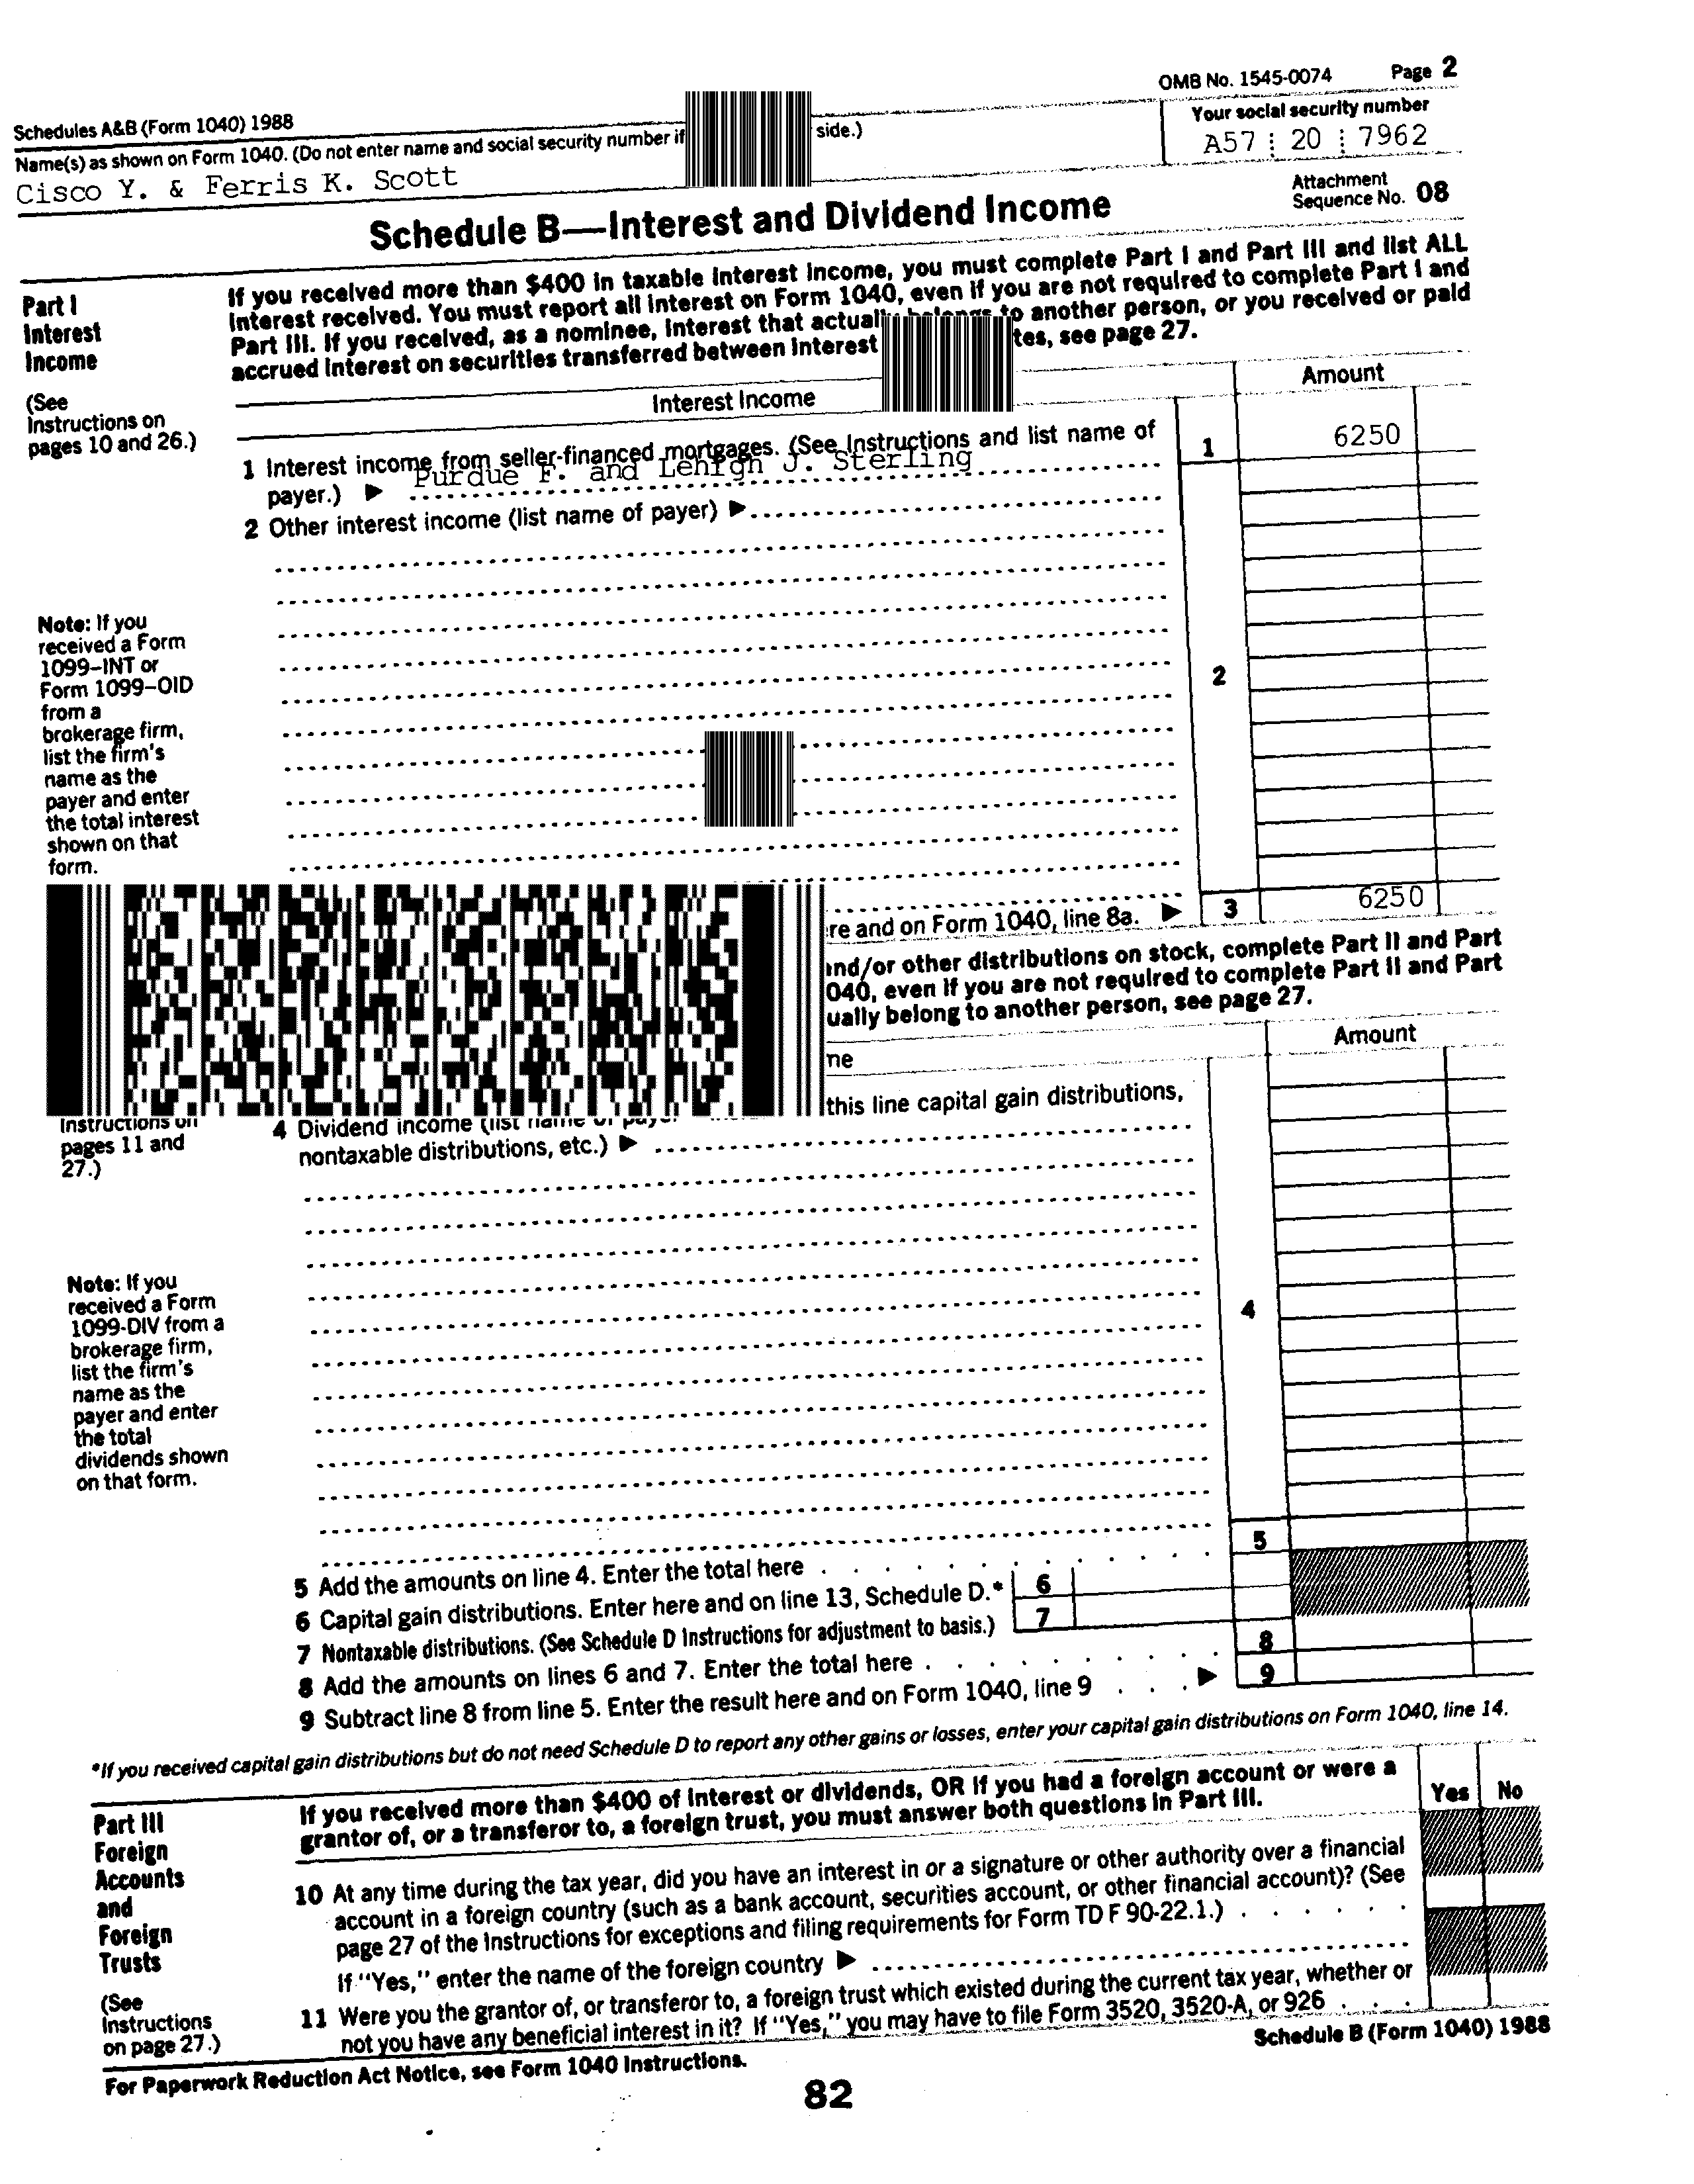 OMB No. 1545-0074 Page 2
Schedules A&B (Form 1040) 1988
Name(s) as shown on Form 1040. (Do not enter name and social security number if side.)
Your social security number
Cisco Y. & Ferris K. Scott
A57 20 7962
Schedule B—Interest and Dividend Income
Attachment
Sequence No. 08
Part I
Interest
Income
(See
Instructions on
pages 10 and 26.)
If you received more than $400 in taxable interest income, you must complete Part I and Part III and list ALL
interest received. You must report all interest on Form 1040, even if you are not required to complete Part I and
Part III. If you received, as a nominee, interest that actually belongs to another person, or you received or paid
accrued interest on securities transferred between interest tes, see page 27.
Interest Income
Amount
1 Interest income from seller-financed mortgages. (See Instructions and list name of
payer.) ▶ Purdue F. and Lehigh J. Sterling
1 6250
2 Other interest income (list name of payer) ▶
Note: If you
received a Form
1099–INT or
Form 1099–OID
from a
brokerage firm,
list the firm's
name as the
payer and enter
the total interest
shown on that
form.
2
re and on Form 1040, line 8a. ▶ 3 6250
and/or other distributions on stock, complete Part II and Part
040, even if you are not required to complete Part II and Part
ually belong to another person, see page 27.
Amount
me
Instructions on
pages 11 and
27.)
4 Dividend income (list name of payer this line capital gain distributions,
nontaxable distributions, etc.) ▶
Note: If you
received a Form
1099-DIV from a
brokerage firm,
list the firm's
name as the
payer and enter
the total
dividends shown
on that form.
4
5 Add the amounts on line 4. Enter the total here 5
6 Capital gain distributions. Enter here and on line 13, Schedule D.* 6
7 Nontaxable distributions. (See Schedule D Instructions for adjustment to basis.) 7
8 Add the amounts on lines 6 and 7. Enter the total here 8
9 Subtract line 8 from line 5. Enter the result here and on Form 1040, line 9 ▶ 9
*If you received capital gain distributions but do not need Schedule D to report any other gains or losses, enter your capital gain distributions on Form 1040, line 14.
Part III
Foreign
Accounts
and
Foreign
Trusts
(See
Instructions
on page 27.)
If you received more than $400 of interest or dividends, OR if you had a foreign account or were a
grantor of, or a transferor to, a foreign trust, you must answer both questions in Part III.
Yes No
10 At any time during the tax year, did you have an interest in or a signature or other authority over a financial
account in a foreign country (such as a bank account, securities account, or other financial account)? (See
page 27 of the Instructions for exceptions and filing requirements for Form TD F 90-22.1.)
If "Yes," enter the name of the foreign country ▶
11 Were you the grantor of, or transferor to, a foreign trust which existed during the current tax year, whether or
not you have any beneficial interest in it? If "Yes," you may have to file Form 3520, 3520-A, or 926
For Paperwork Reduction Act Notice, see Form 1040 Instructions.
Schedule B (Form 1040) 1988
82